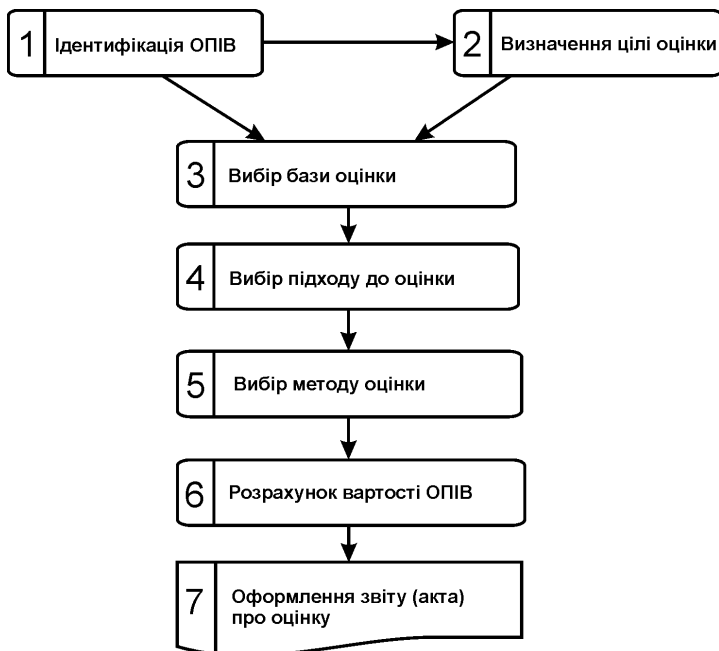 1 Ідентифікація ОПІВ
2 Визначення цілі оцінки
3 Вибір бази оцінки
4 Вибір підходу до оцінки
5 Вибір методу оцінки
6 Розрахунок вартості ОПІВ
7 Оформлення звіту (акта)
про оцінку